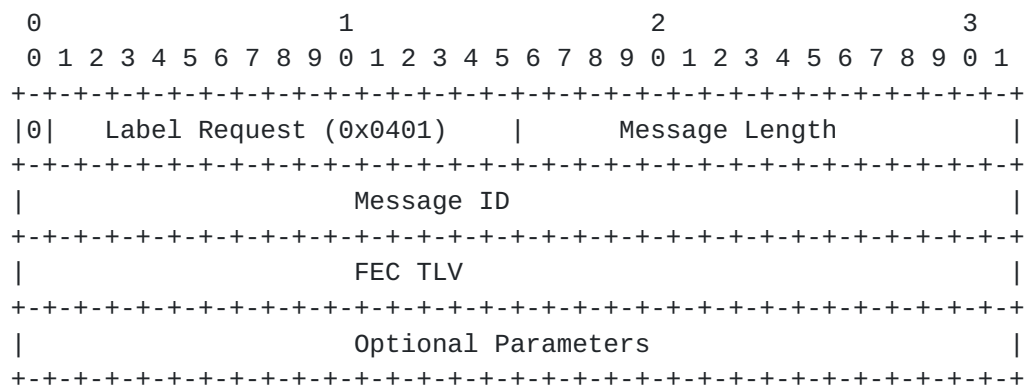 0                   1                   2                   3
 0 1 2 3 4 5 6 7 8 9 0 1 2 3 4 5 6 7 8 9 0 1 2 3 4 5 6 7 8 9 0 1
+-+-+-+-+-+-+-+-+-+-+-+-+-+-+-+-+-+-+-+-+-+-+-+-+-+-+-+-+-+-+-+-+
|0|   Label Request (0x0401)    |      Message Length           |
+-+-+-+-+-+-+-+-+-+-+-+-+-+-+-+-+-+-+-+-+-+-+-+-+-+-+-+-+-+-+-+-+
|                     Message ID                                |
+-+-+-+-+-+-+-+-+-+-+-+-+-+-+-+-+-+-+-+-+-+-+-+-+-+-+-+-+-+-+-+-+
|                     FEC TLV                                   |
+-+-+-+-+-+-+-+-+-+-+-+-+-+-+-+-+-+-+-+-+-+-+-+-+-+-+-+-+-+-+-+-+
|                     Optional Parameters                       |
+-+-+-+-+-+-+-+-+-+-+-+-+-+-+-+-+-+-+-+-+-+-+-+-+-+-+-+-+-+-+-+-+